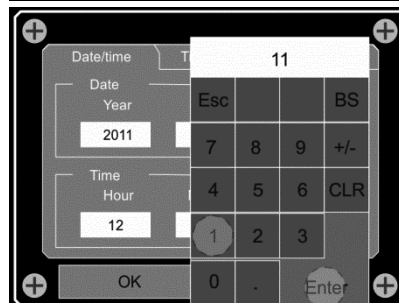 Date/time
Date
Year
2011
Time
Hour
12
OK
11
Esc BS
7 8 9 +/-
4 5 6 CLR
1 2 3
0 . Enter